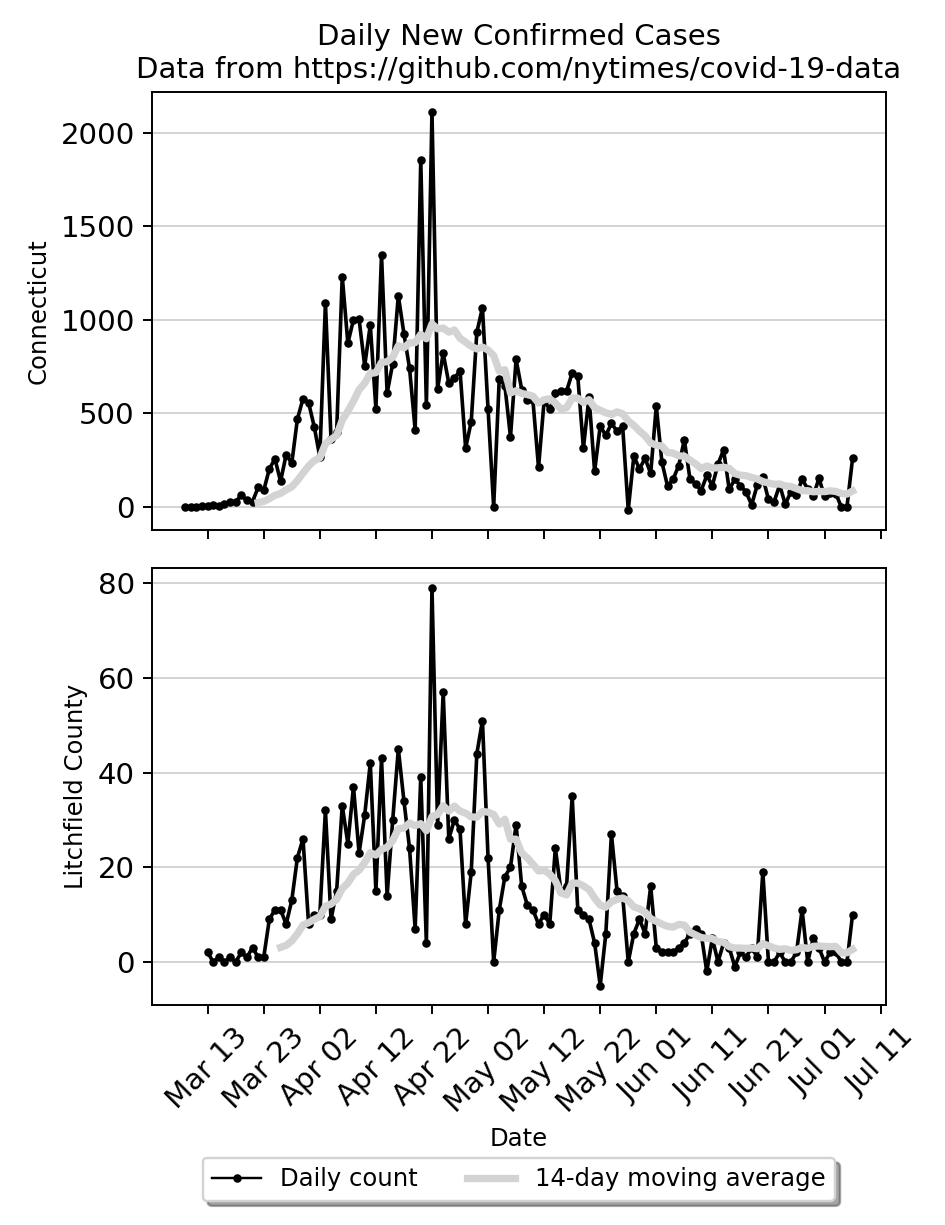 Daily New Confirmed Cases
Data from https://github.com/nytimes/covid-19-data
2000
1500
1000
500
0
Connecticut
80
60
40
20
0
Litchfield County
Mar 13 Mar 23 Apr 02 Apr 12 Apr 22 May 02 May 12 May 22 Jun 01 Jun 11 Jun 21 Jul 01 Jul 11
Date
Daily count 14-day moving average